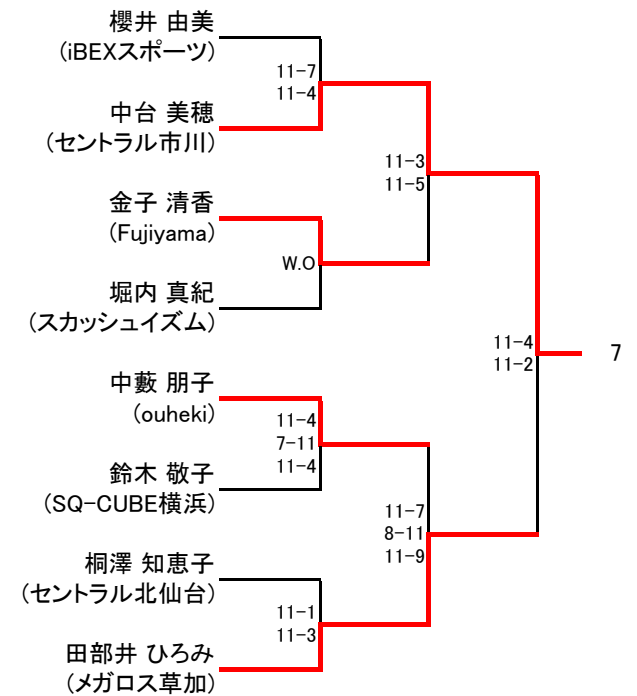 櫻井 由美
(iBEXスポーツ)
11-7
11-4
中台 美穂
(セントラル市川)
11-3
11-5
金子 清香
(Fujiyama)
W.O
堀内 真紀
(スカッシュイズム)
11-4
11-2
7
中藪 朋子
(ouheki)
11-4
7-11
11-4
鈴木 敬子
(SQ-CUBE横浜)
11-7
8-11
11-9
桐澤 知恵子
(セントラル北仙台)
11-1
11-3
田部井 ひろみ
(メガロス草加)